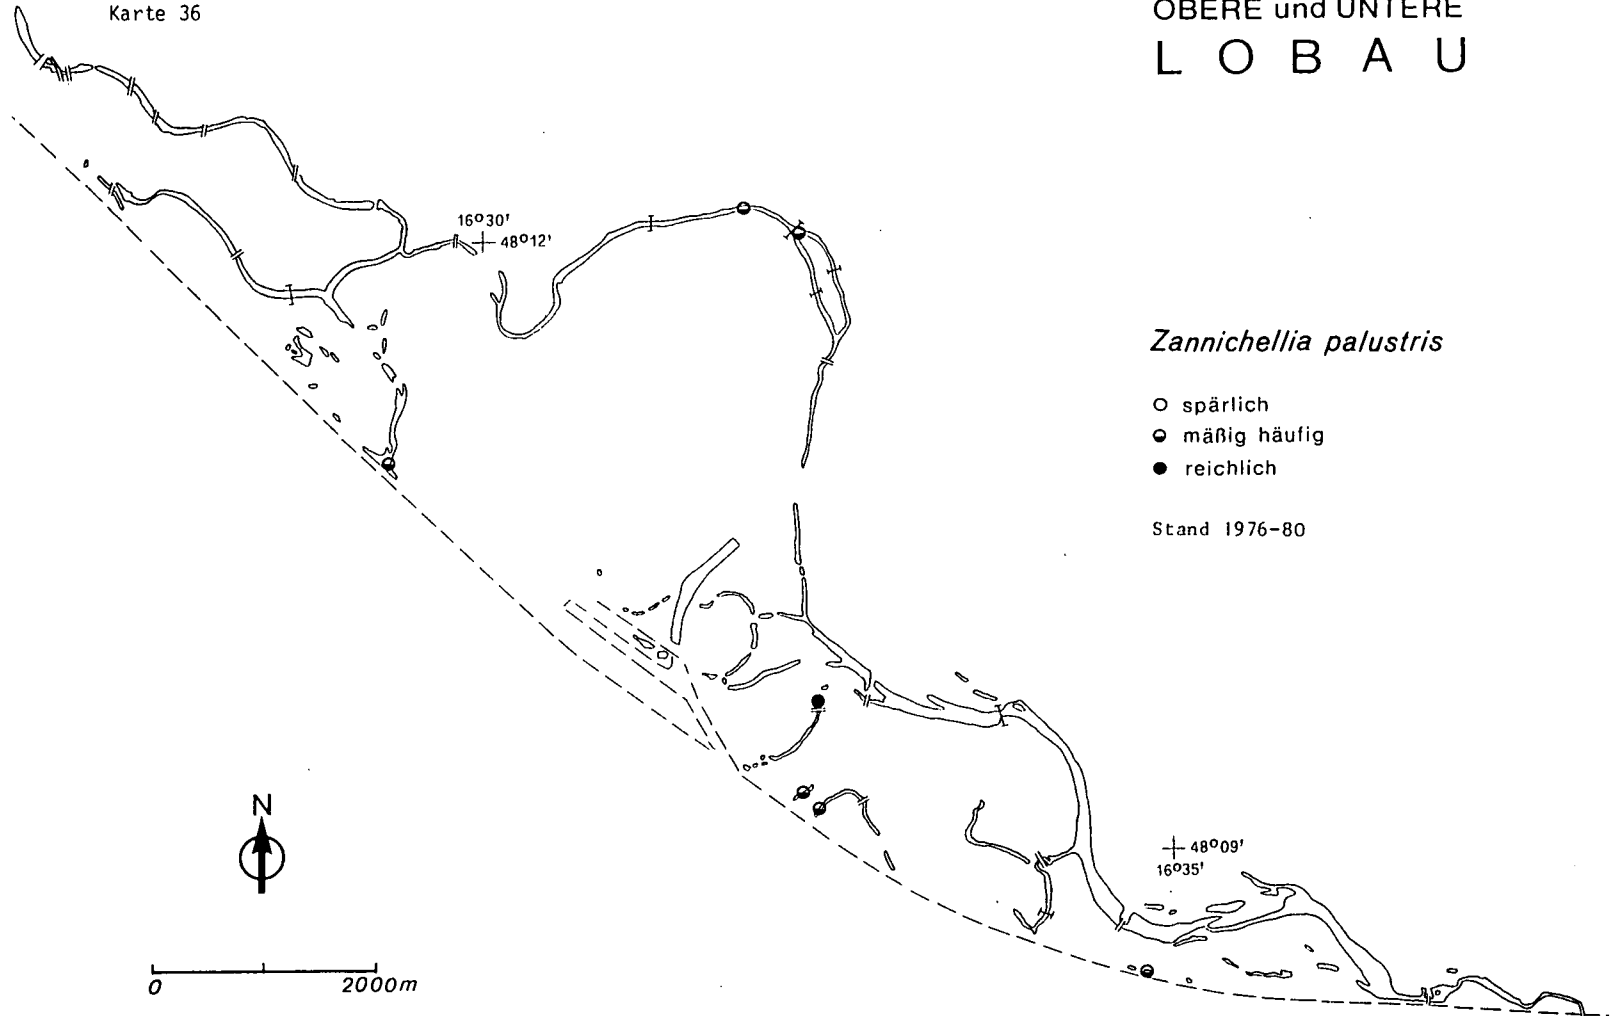 Karte 36
OBERE und UNTERE
LOBAU
16°30'
48°12'
Zannichellia palustris
spärlich
mäßig häufig
reichlich
Stand 1976-80
N
48°09'
16°35'
0 2000m